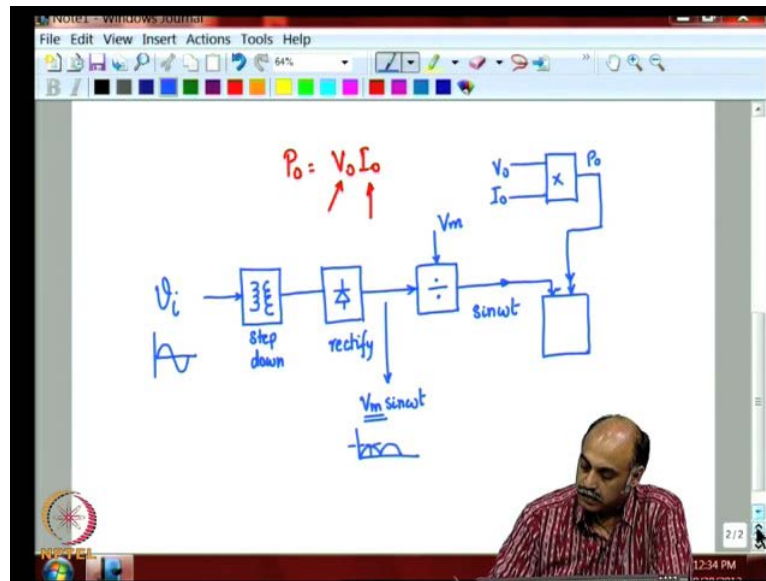 Note1 - Windows Journal
File Edit View Insert Actions Tools Help
64%
B I
P₀ = V₀ I₀
V₀
I₀
x
P₀
Vm
ϑi
÷
sinωt
step
down
rectify
Vm sinωt
NPTEL
2/2
12:34 PM